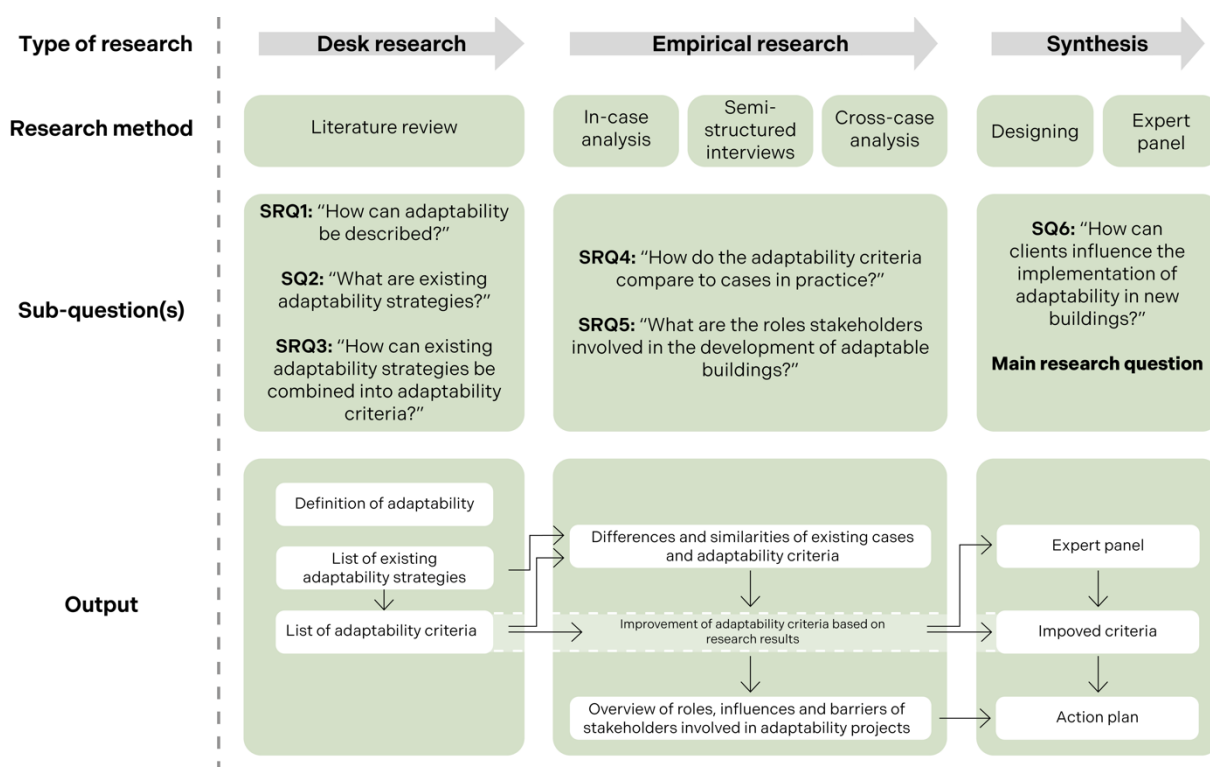 Type of research
Desk research
Empirical research
Synthesis
Research method
Literature review
In-case
analysis
Semi-
structured
interviews
Cross-case
analysis
Designing
Expert
panel
Sub-question(s)
SRQ1: “How can adaptability
be described?”
SQ2: “What are existing
adaptability strategies?”
SRQ3: “How can existing
adaptability strategies be
combined into adaptability
criteria?”
SRQ4: “How do the adaptability criteria
compare to cases in practice?”
SRQ5: “What are the roles stakeholders
involved in the development of adaptable
buildings?”
SQ6: “How can
clients influence the
implementation of
adaptability in new
buildings?”
Main research question
Output
Definition of adaptability
List of existing
adaptability strategies
List of adaptability criteria
Differences and similarities of existing cases
and adaptability criteria
Improvement of adaptability criteria based on
research results
Overview of roles, influences and barriers of
stakeholders involved in adaptability projects
Expert panel
Impoved criteria
Action plan